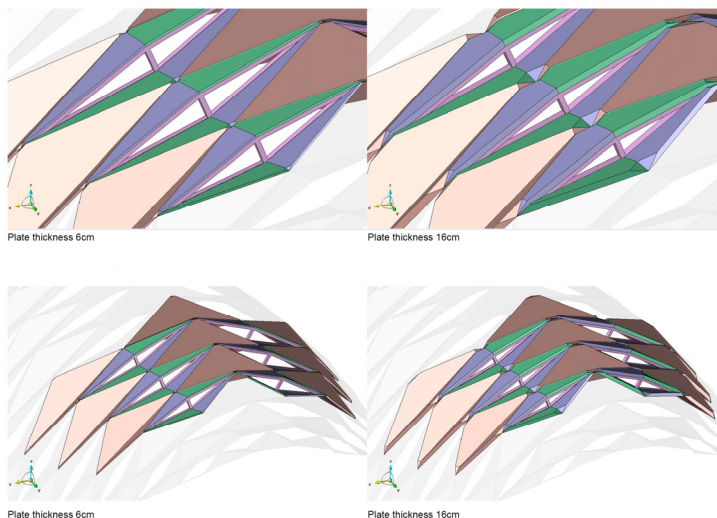 z
x
y
z
x
y
Plate thickness 6cm
Plate thickness 16cm
z
x
y
z
x
y
Plate thickness 6cm
Plate thickness 16cm